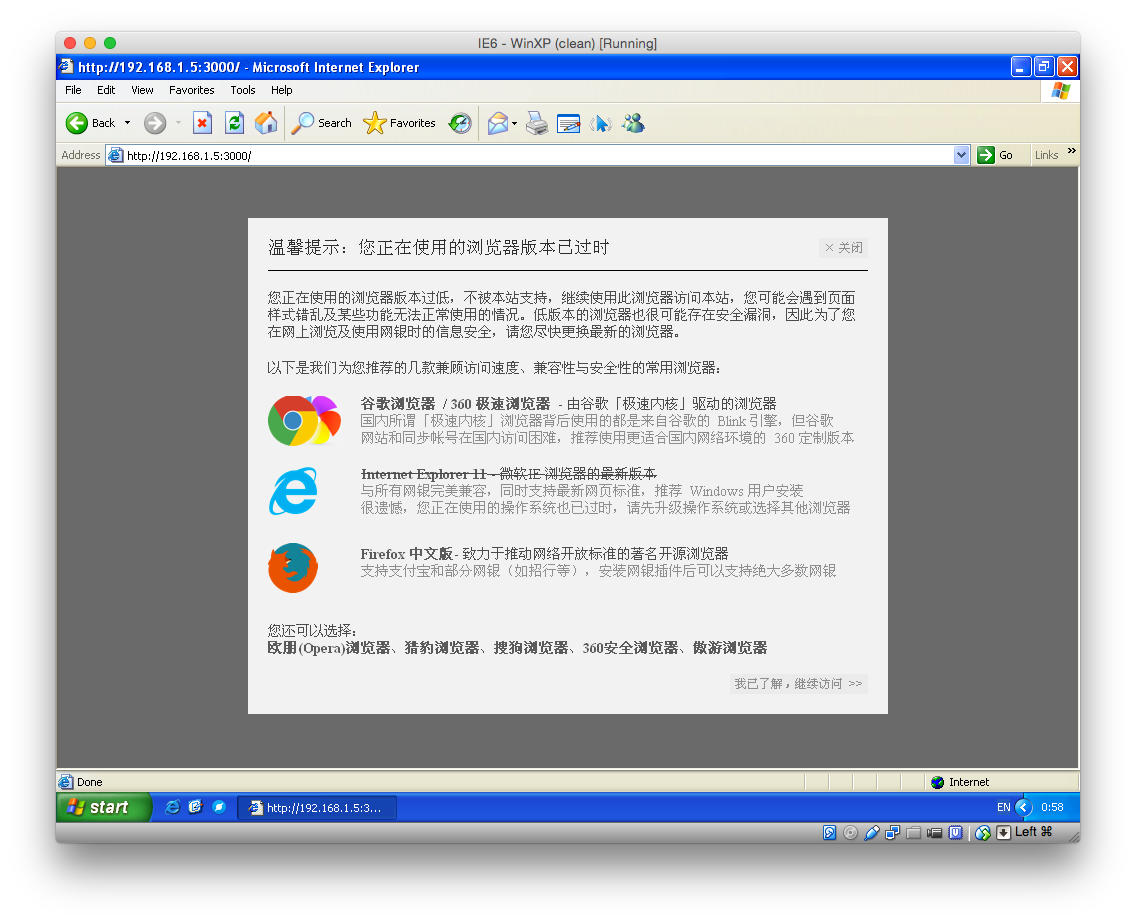 IE6 - WinXP (clean) [Running]
http://192.168.1.5:3000/ - Microsoft Internet Explorer
File Edit View Favorites Tools Help
Back Search Favorites
Address http://192.168.1.5:3000/ Go Links »
温馨提示：您正在使用的浏览器版本已过时
× 关闭
您正在使用的浏览器版本过低，不被本站支持，继续使用此浏览器访问本站，您可能会遇到页面
样式错乱及某些功能无法正常使用的情况。低版本的浏览器也很可能存在安全漏洞，因此为了您
在网上浏览及使用网银时的信息安全，请您尽快更换最新的浏览器。
以下是我们为您推荐的几款兼顾访问速度、兼容性与安全性的常用浏览器：
谷歌浏览器 / 360 极速浏览器 - 由谷歌「极速内核」驱动的浏览器
国内所谓「极速内核」浏览器背后使用的都是来自谷歌的 Blink 引擎，但谷歌
网站和同步帐号在国内访问困难，推荐使用更适合国内网络环境的 360 定制版本
Internet Explorer 11 - 微软IE 浏览器的最新版本
与所有网银完美兼容，同时支持最新网页标准，推荐 Windows 用户安装
很遗憾，您正在使用的操作系统也已过时，请先升级操作系统或选择其他浏览器
Firefox 中文版- 致力于推动网络开放标准的著名开源浏览器
支持支付宝和部分网银（如招行等），安装网银插件后可以支持绝大多数网银
您还可以选择：
欧朋(Opera)浏览器、猎豹浏览器、搜狗浏览器、360安全浏览器、傲游浏览器
我已了解，继续访问 >>
Done Internet
start http://192.168.1.5:3... EN 0:58
Left ⌘